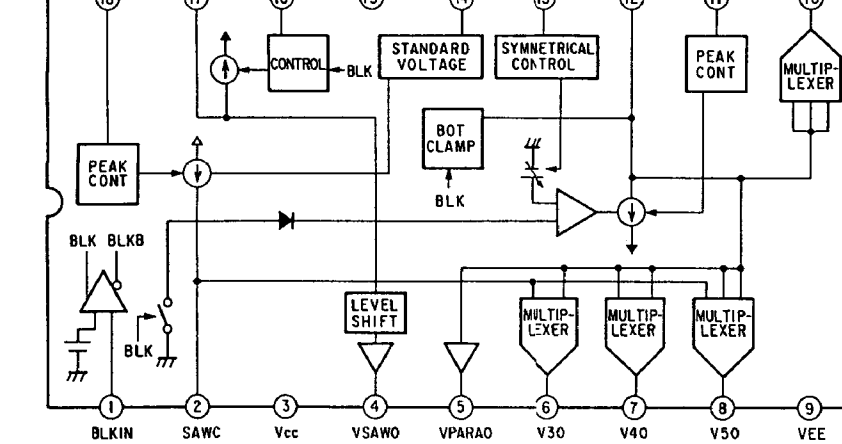 CONTROL
BLK
STANDARD
VOLTAGE
SYMNETRICAL
CONTROL
PEAK
CONT
MULTIP-
LEXER
BOT
CLAMP
BLK
PEAK
CONT
BLK BLKB
BLK
LEVEL
SHIFT
MULTIP-
LEXER
MULTIP-
LEXER
MULTIP-
LEXER
1 2 3 4 5 6 7 8 9
BLKIN SAWC Vcc VSAWO VPARAO V30 V40 V50 VEE